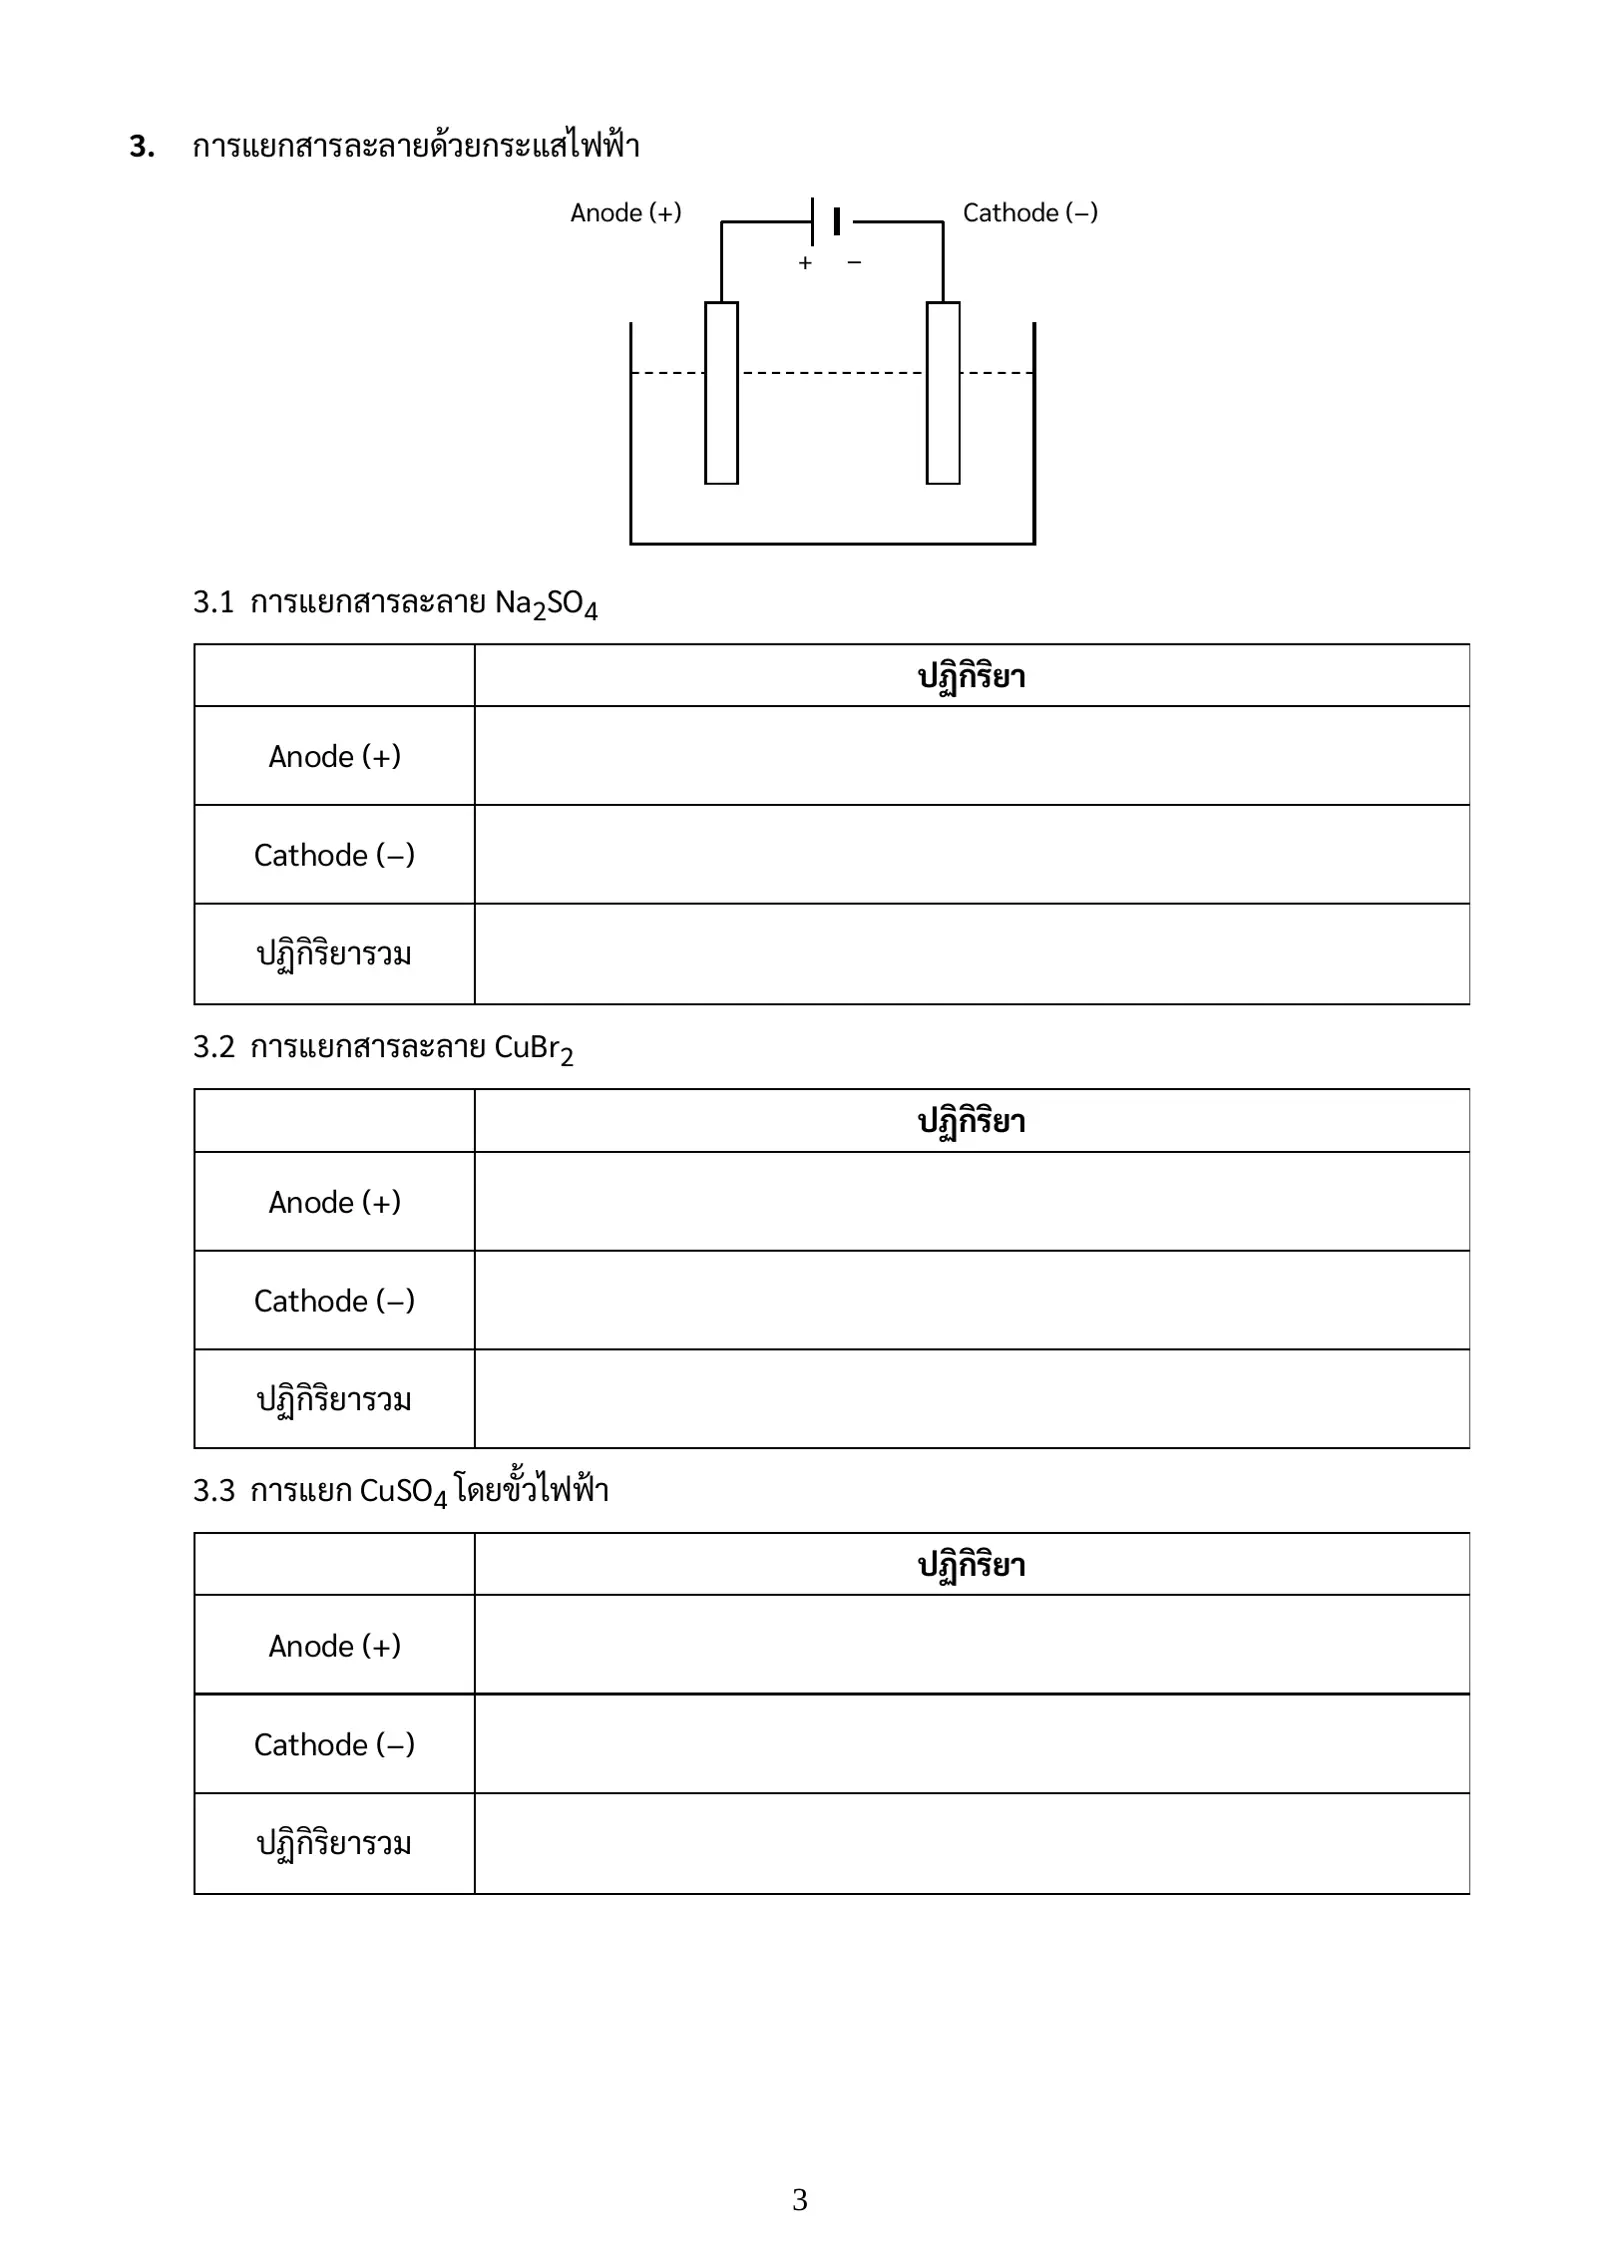 3. การแยกสารละลายด้วยกระแสไฟฟ้า
Anode (+) Cathode (–)
+ –
3.1 การแยกสารละลาย Na2SO4
ปฏิกิริยา
Anode (+)
Cathode (–)
ปฏิกิริยารวม
3.2 การแยกสารละลาย CuBr2
ปฏิกิริยา
Anode (+)
Cathode (–)
ปฏิกิริยารวม
3.3 การแยก CuSO4 โดยขั้วไฟฟ้า
ปฏิกิริยา
Anode (+)
Cathode (–)
ปฏิกิริยารวม
3